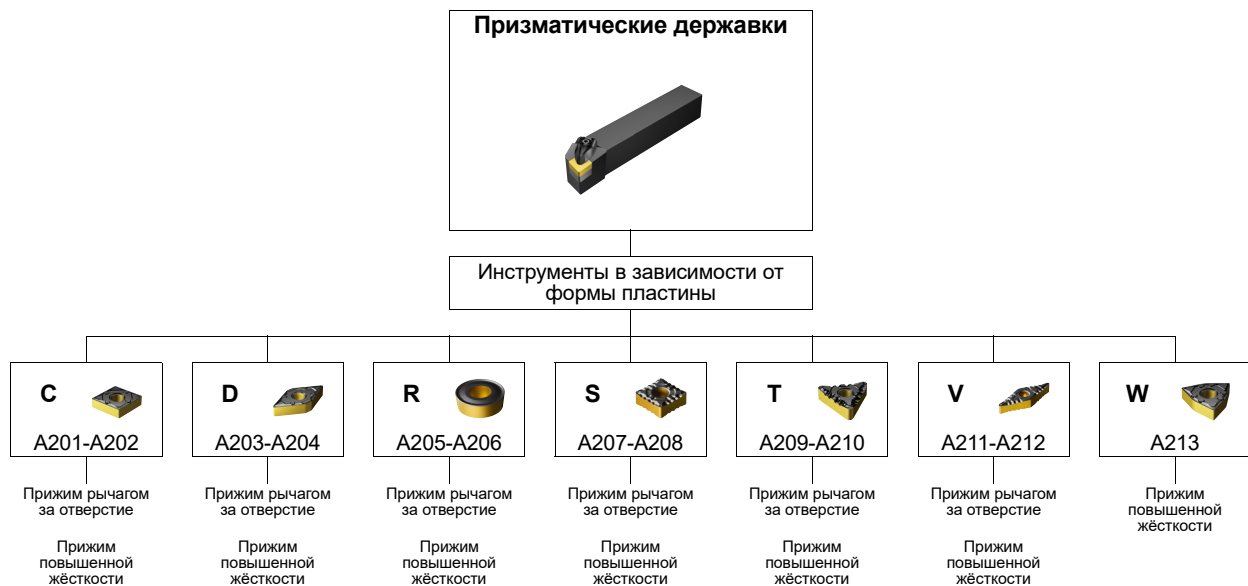 Призматические державки
Инструменты в зависимости от
формы пластины
C
A201-A202
Прижим рычагом
за отверстие
Прижим
повышенной
жёсткости
D
A203-A204
Прижим рычагом
за отверстие
Прижим
повышенной
жёсткости
R
A205-A206
Прижим рычагом
за отверстие
Прижим
повышенной
жёсткости
S
A207-A208
Прижим рычагом
за отверстие
Прижим
повышенной
жёсткости
T
A209-A210
Прижим рычагом
за отверстие
Прижим
повышенной
жёсткости
V
A211-A212
Прижим рычагом
за отверстие
Прижим
повышенной
жёсткости
W
A213
Прижим
повышенной
жёсткости